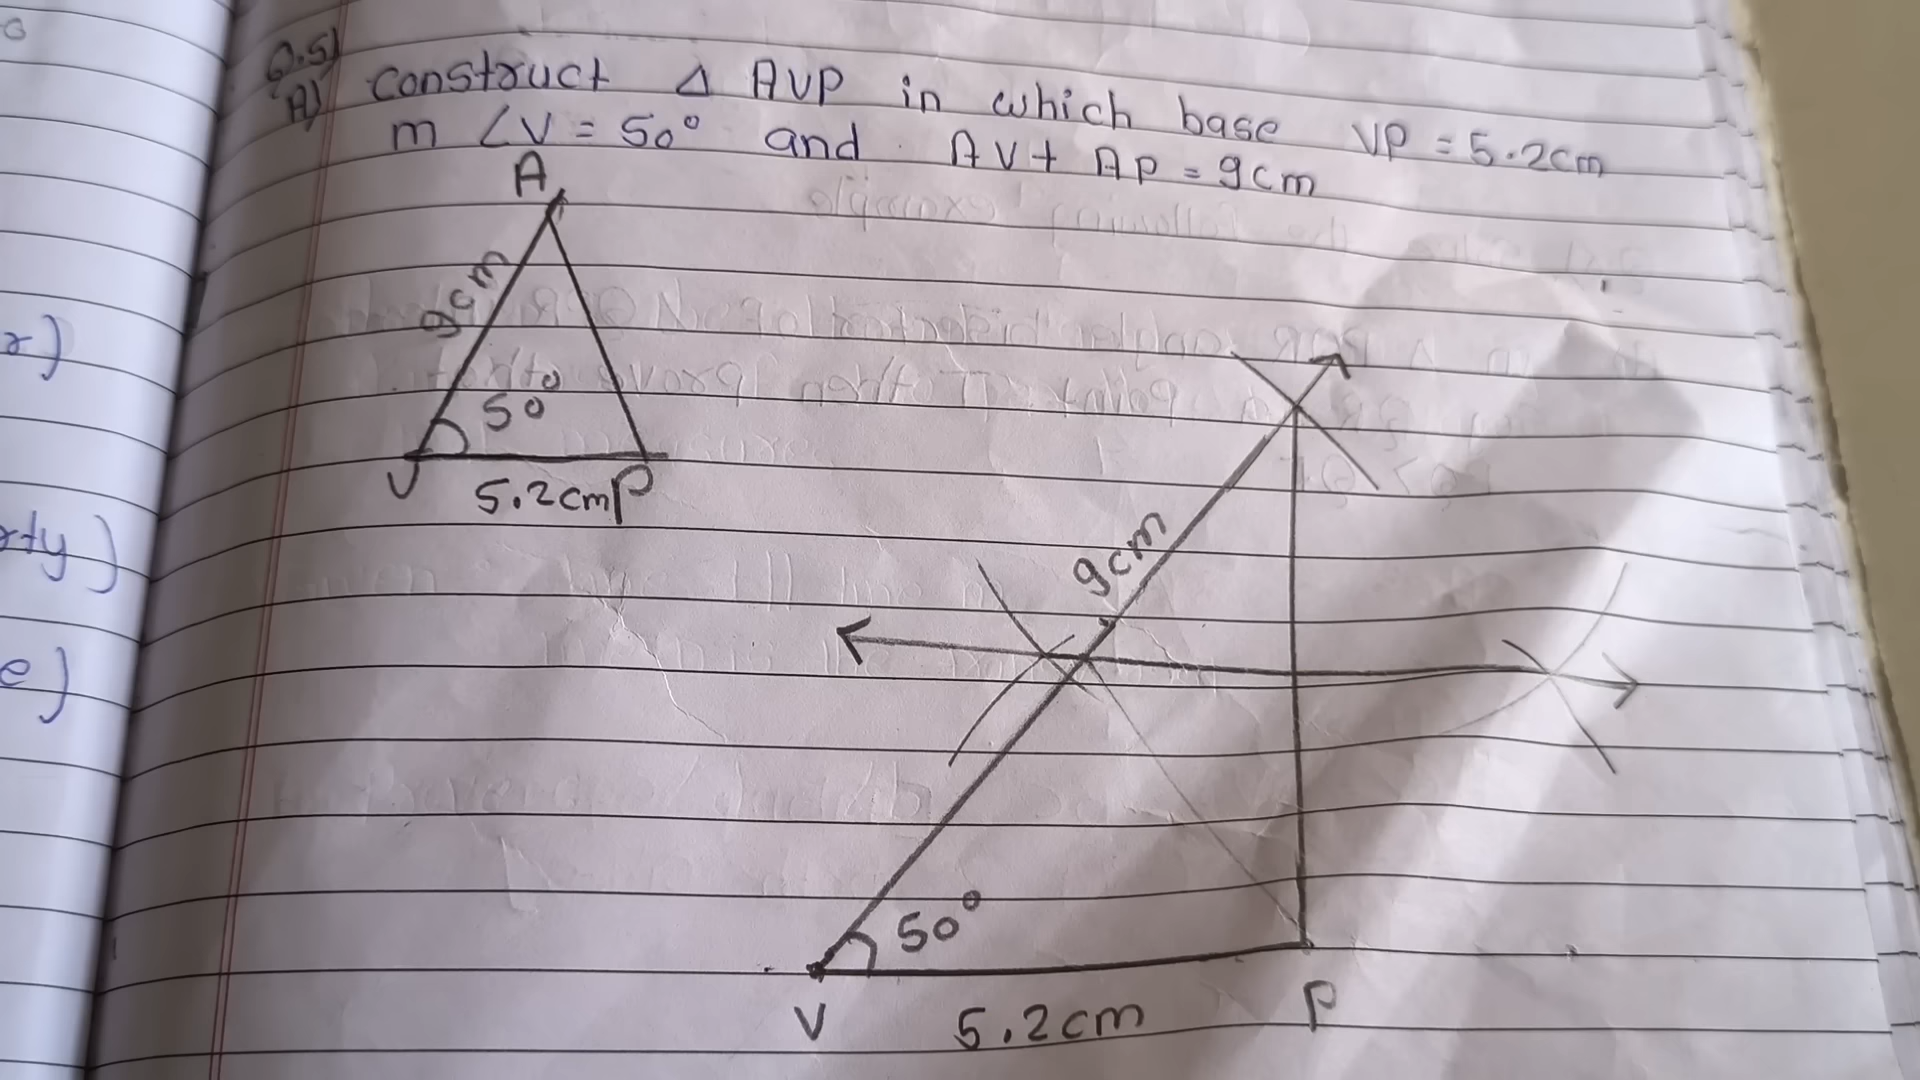 Q.5)
A) construct Δ AVP in which base VP = 5.2cm
m ∠V = 50° and AV + AP = 9cm
A
9cm
50
V 5.2cm P
r)
rty)
e)
9cm
50°
V 5.2cm P